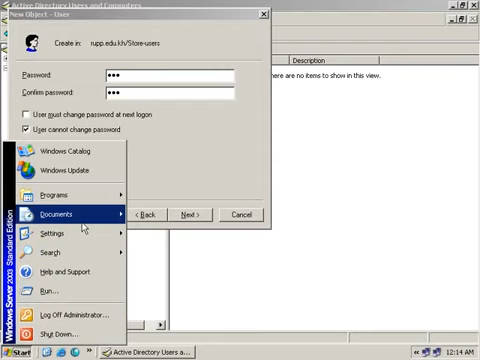 Active Directory Users and Computers
New Object - User
Create in: rupp.edu.kh/Store-users
Description
here are no items to show in this view.
Password: •••
Confirm password: •••
User must change password at next logon
User cannot change password
Windows Catalog
Windows Update
Programs
Documents
Settings
Search
Help and Support
Run...
Log Off Administrator...
Shut Down...
Windows Server 2003 Standard Edition
< Back
Next >
Cancel
Start
Active Directory Users a...
12:14 AM